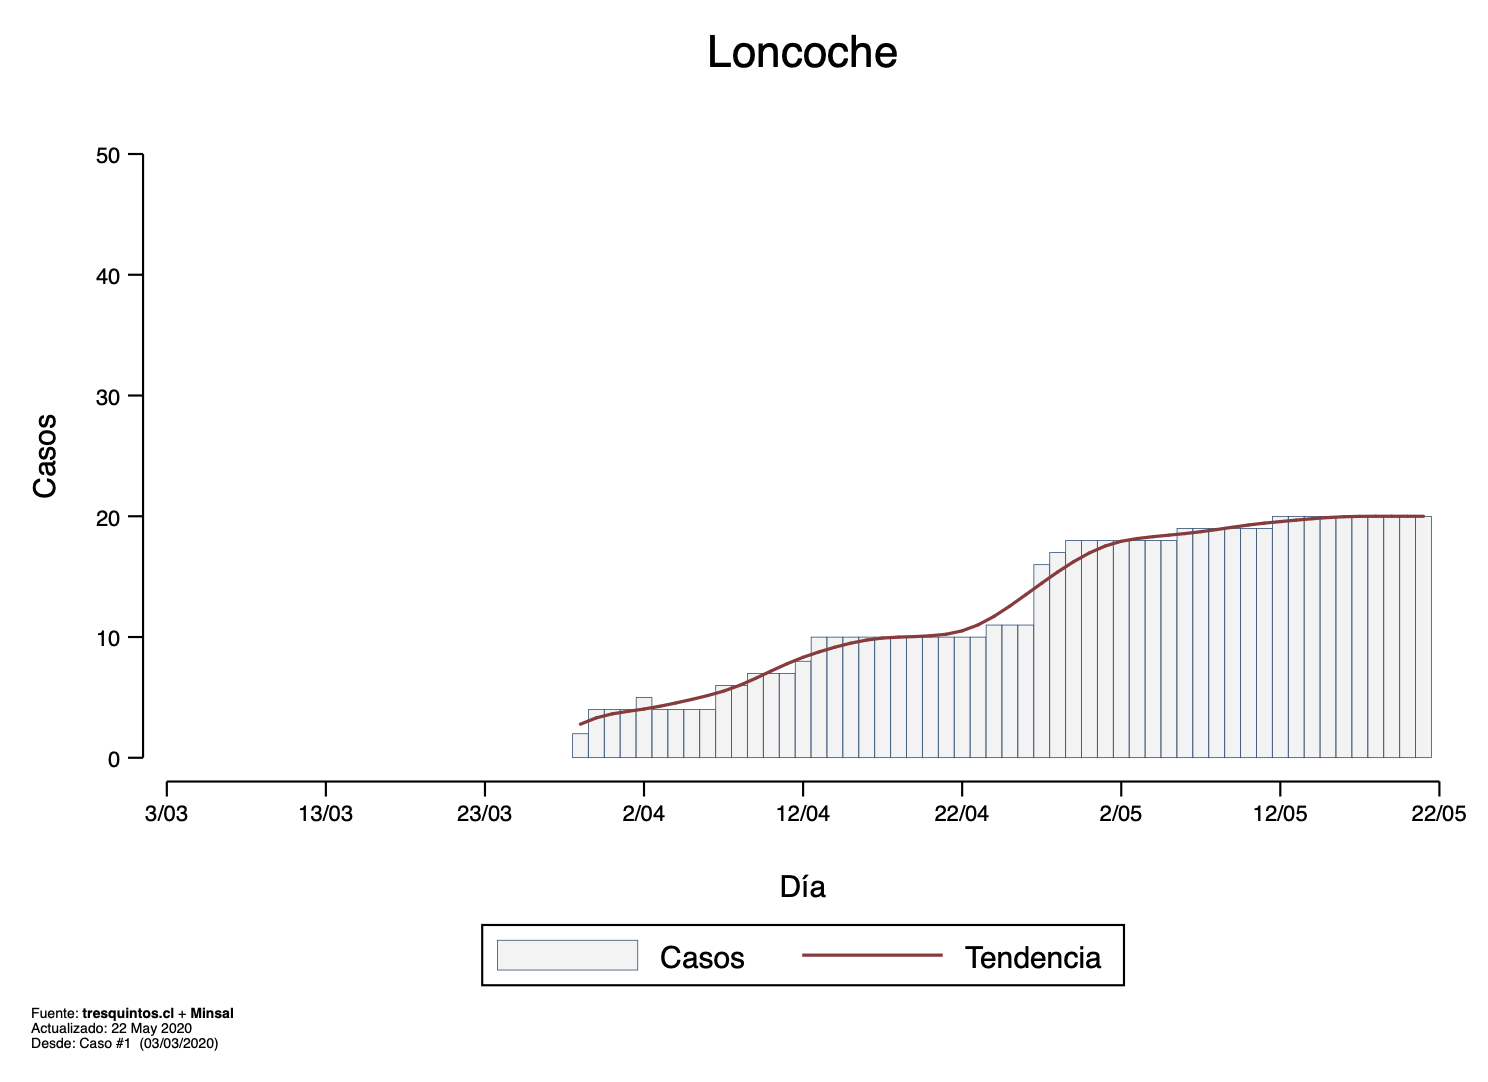 Loncoche
50
40
30
20
10
0
Casos
3/03 13/03 23/03 2/04 12/04 22/04 2/05 12/05 22/05
Día
Casos Tendencia
Fuente: tresquintos.cl + Minsal
Actualizado: 22 May 2020
Desde: Caso #1 (03/03/2020)